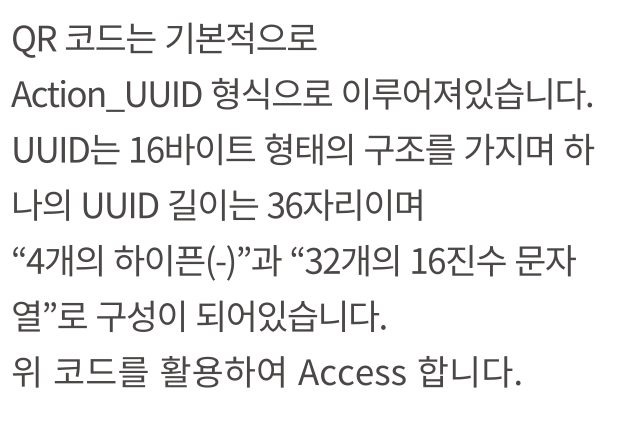 QR 코드는 기본적으로
Action_UUID 형식으로 이루어져있습니다.
UUID는 16바이트 형태의 구조를 가지며 하
나의 UUID 길이는 36자리이며
“4개의 하이픈(-)”과 “32개의 16진수 문자
열”로 구성이 되어있습니다.
위 코드를 활용하여 Access 합니다.